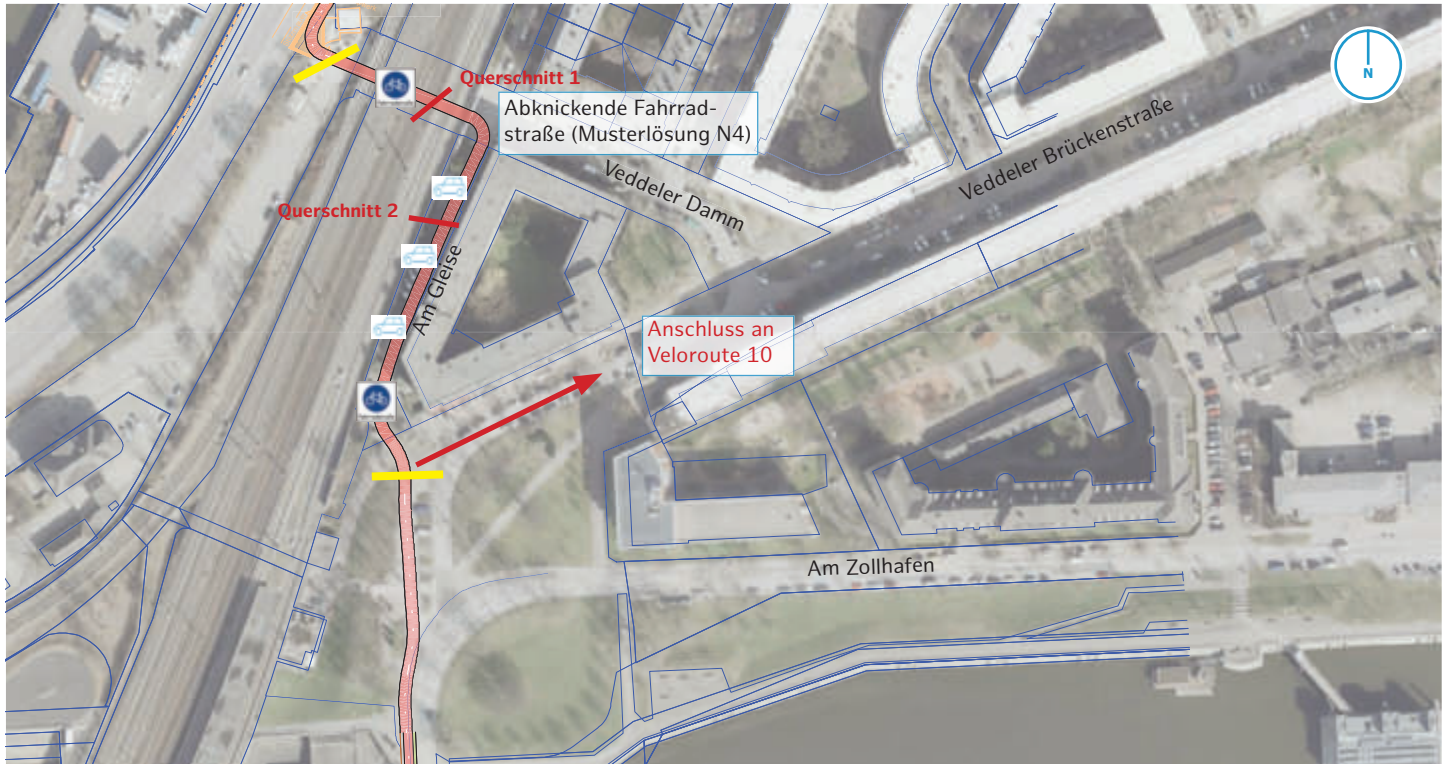 Querschnitt 1
Abknickende Fahrrad-
straße (Musterlösung N4)
N
Veddeler Brückenstraße
Veddeler Damm
Querschnitt 2
Am Gleise
Anschluss an
Veloroute 10
Am Zollhafen